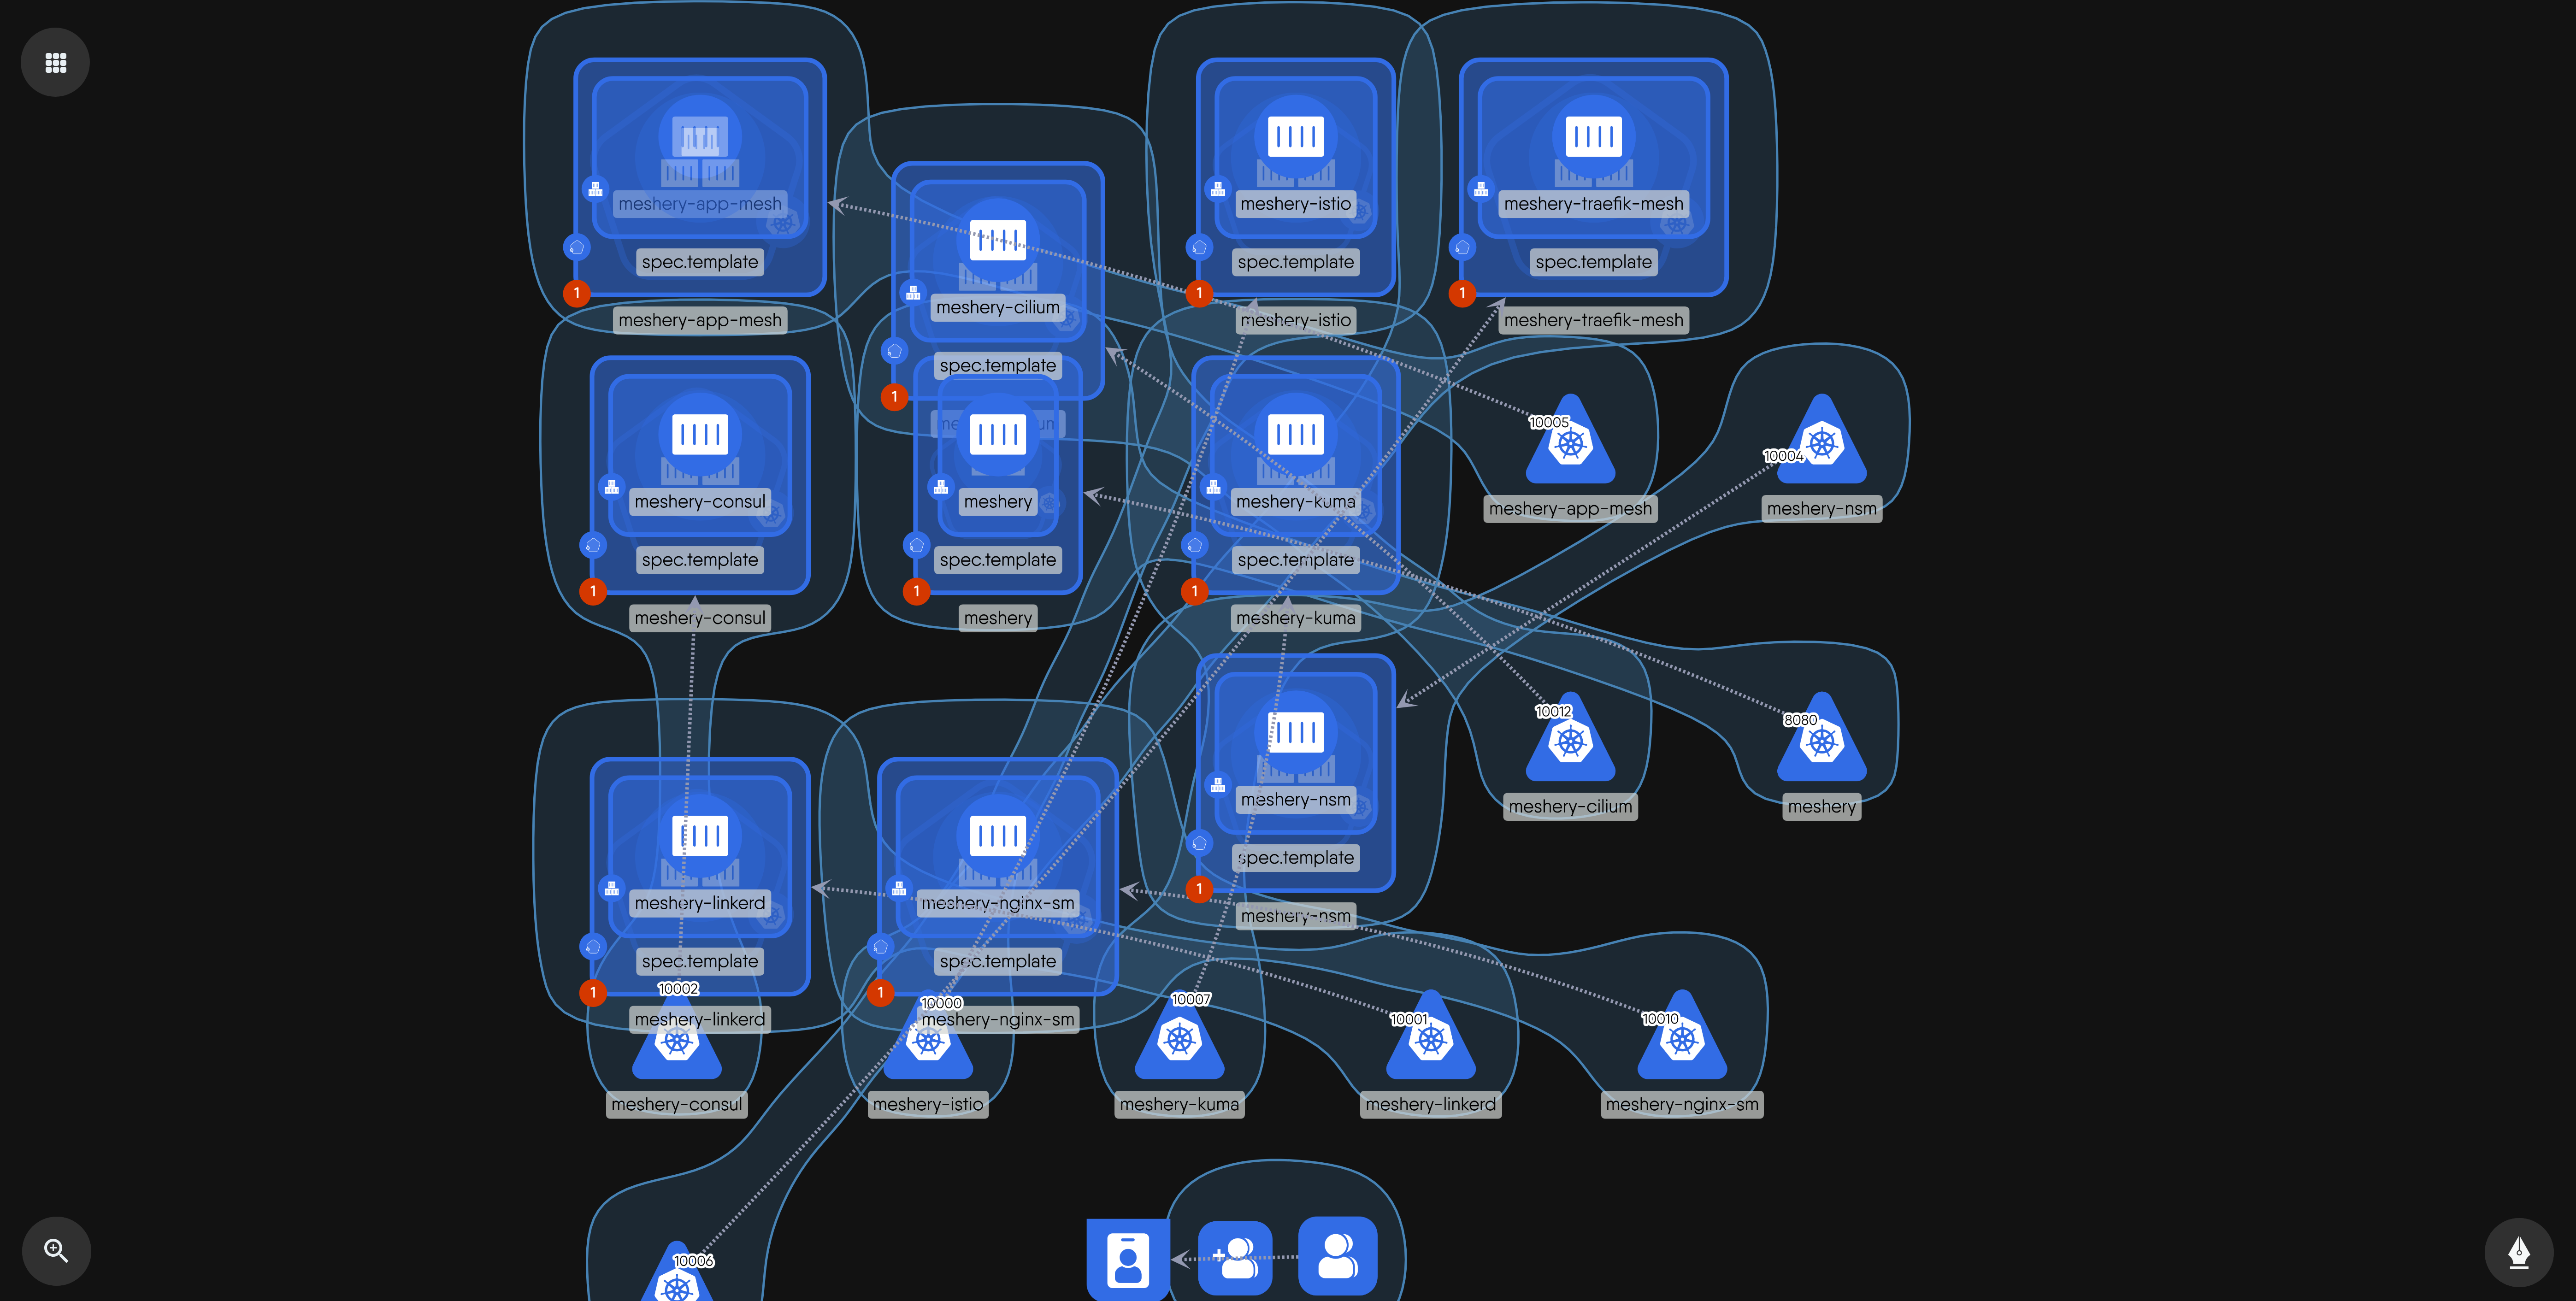 meshery-app-mesh
spec.template
1
meshery-app-mesh
meshery-cilium
spec.template
1
meshery-istio
spec.template
1
meshery-istio
meshery-traefik-mesh
spec.template
1
meshery-traefik-mesh
meshery-consul
spec.template
1
meshery-consul
meshery
spec.template
1
meshery
meshery-kuma
spec.template
1
meshery-kuma
10005
meshery-app-mesh
10004
meshery-nsm
meshery-nsm
spec.template
1
meshery-nsm
10012
meshery-cilium
8080
meshery
meshery-linkerd
spec.template
1
meshery-linkerd
meshery-nginx-sm
spec.template
1
meshery-nginx-sm
10002
meshery-consul
10000
meshery-istio
10007
meshery-kuma
10001
meshery-linkerd
10010
meshery-nginx-sm
10006